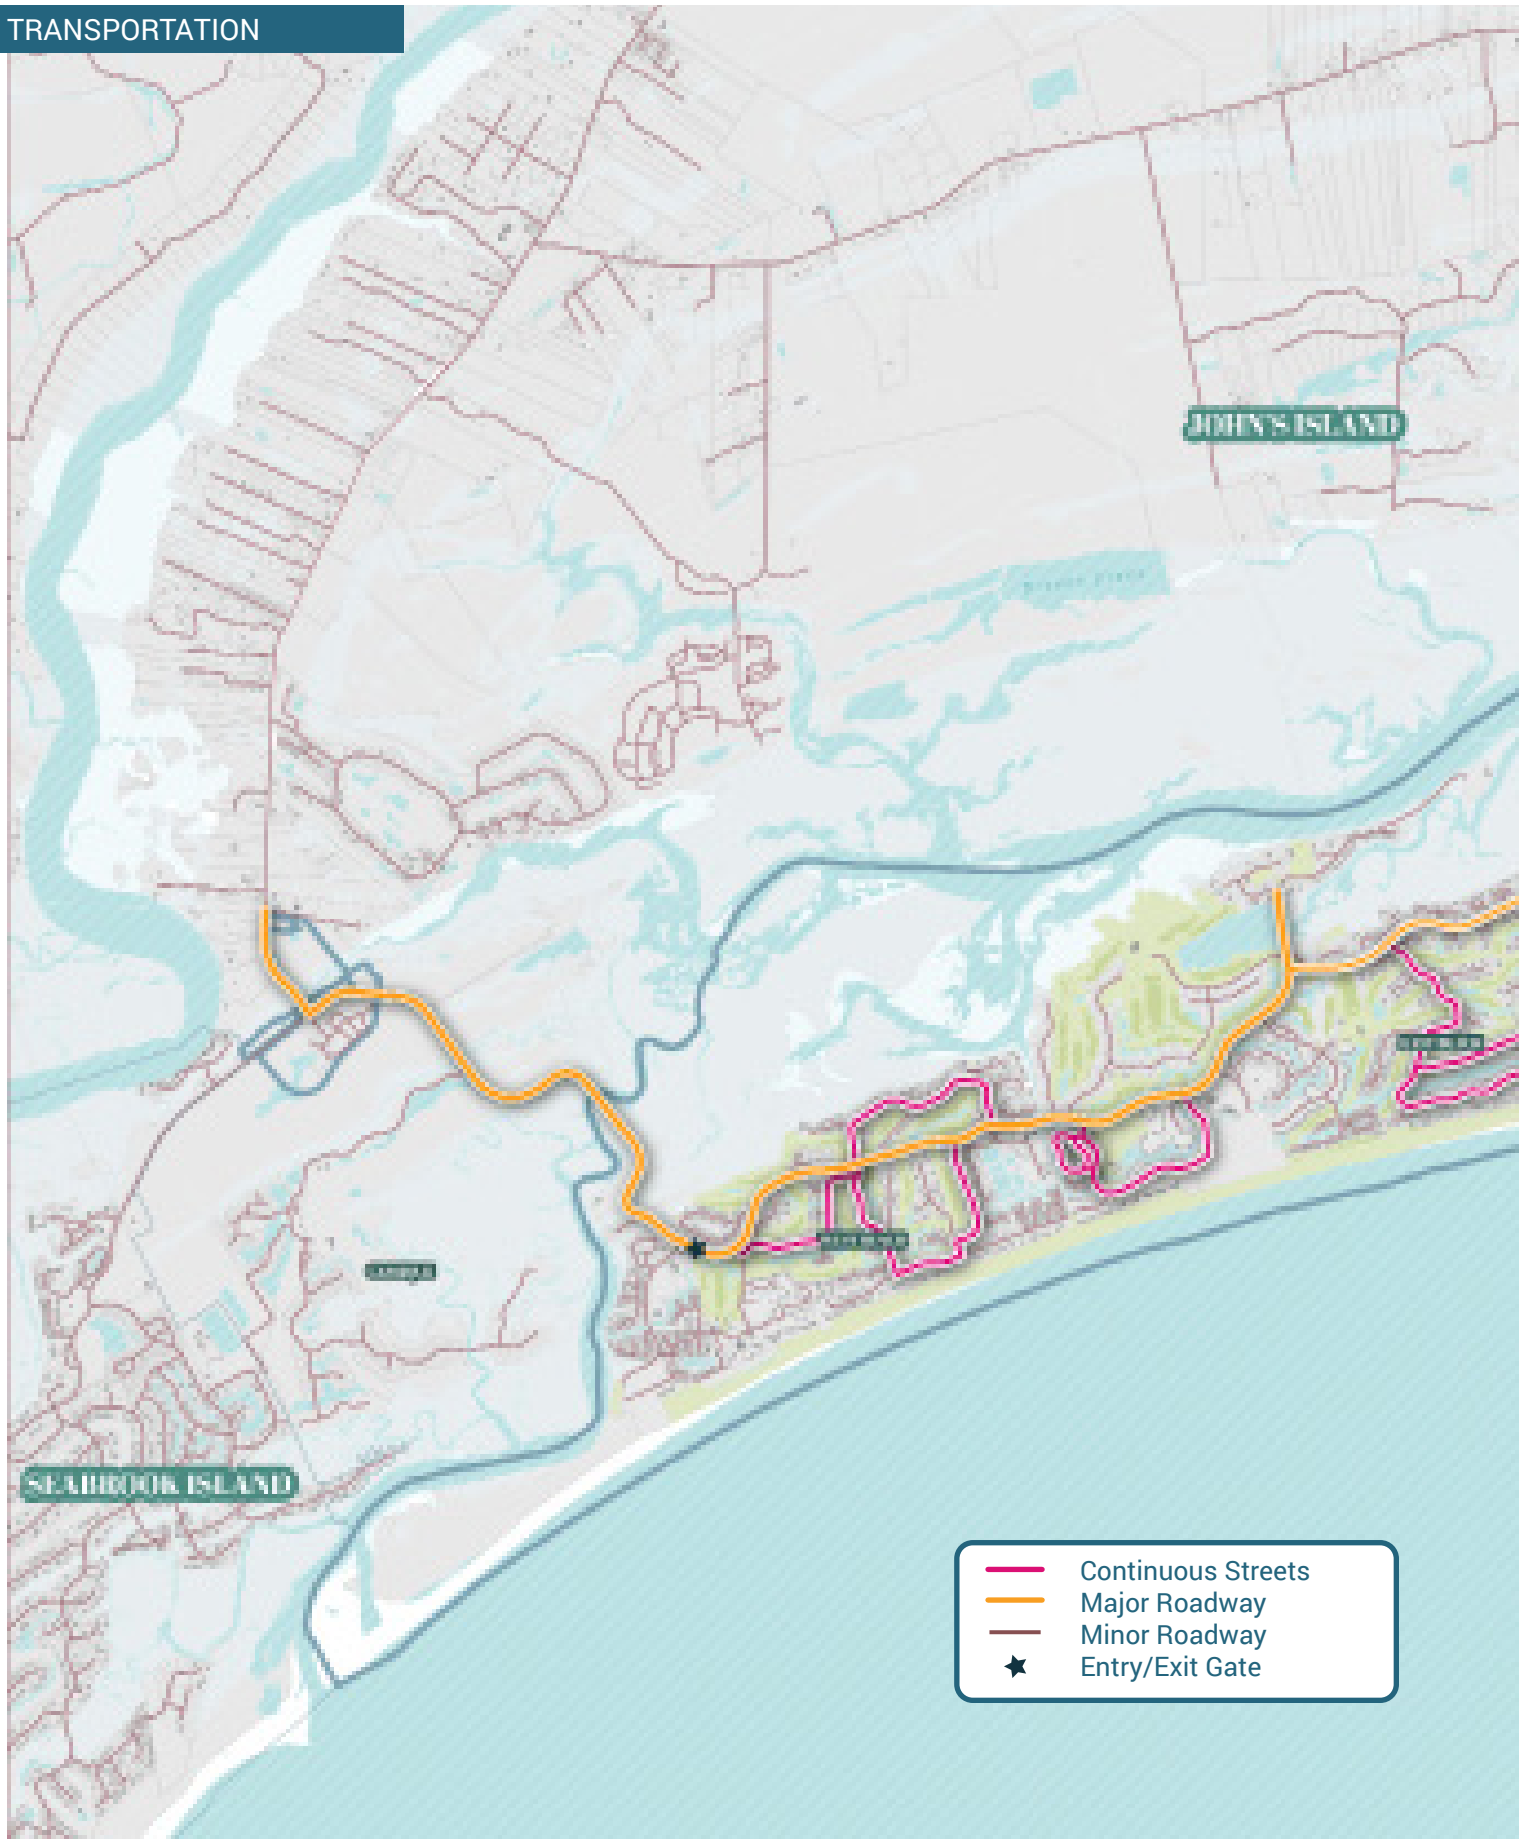 TRANSPORTATION
JOHN'S ISLAND
SEABROOK ISLAND
Continuous Streets
Major Roadway
Minor Roadway
Entry/Exit Gate